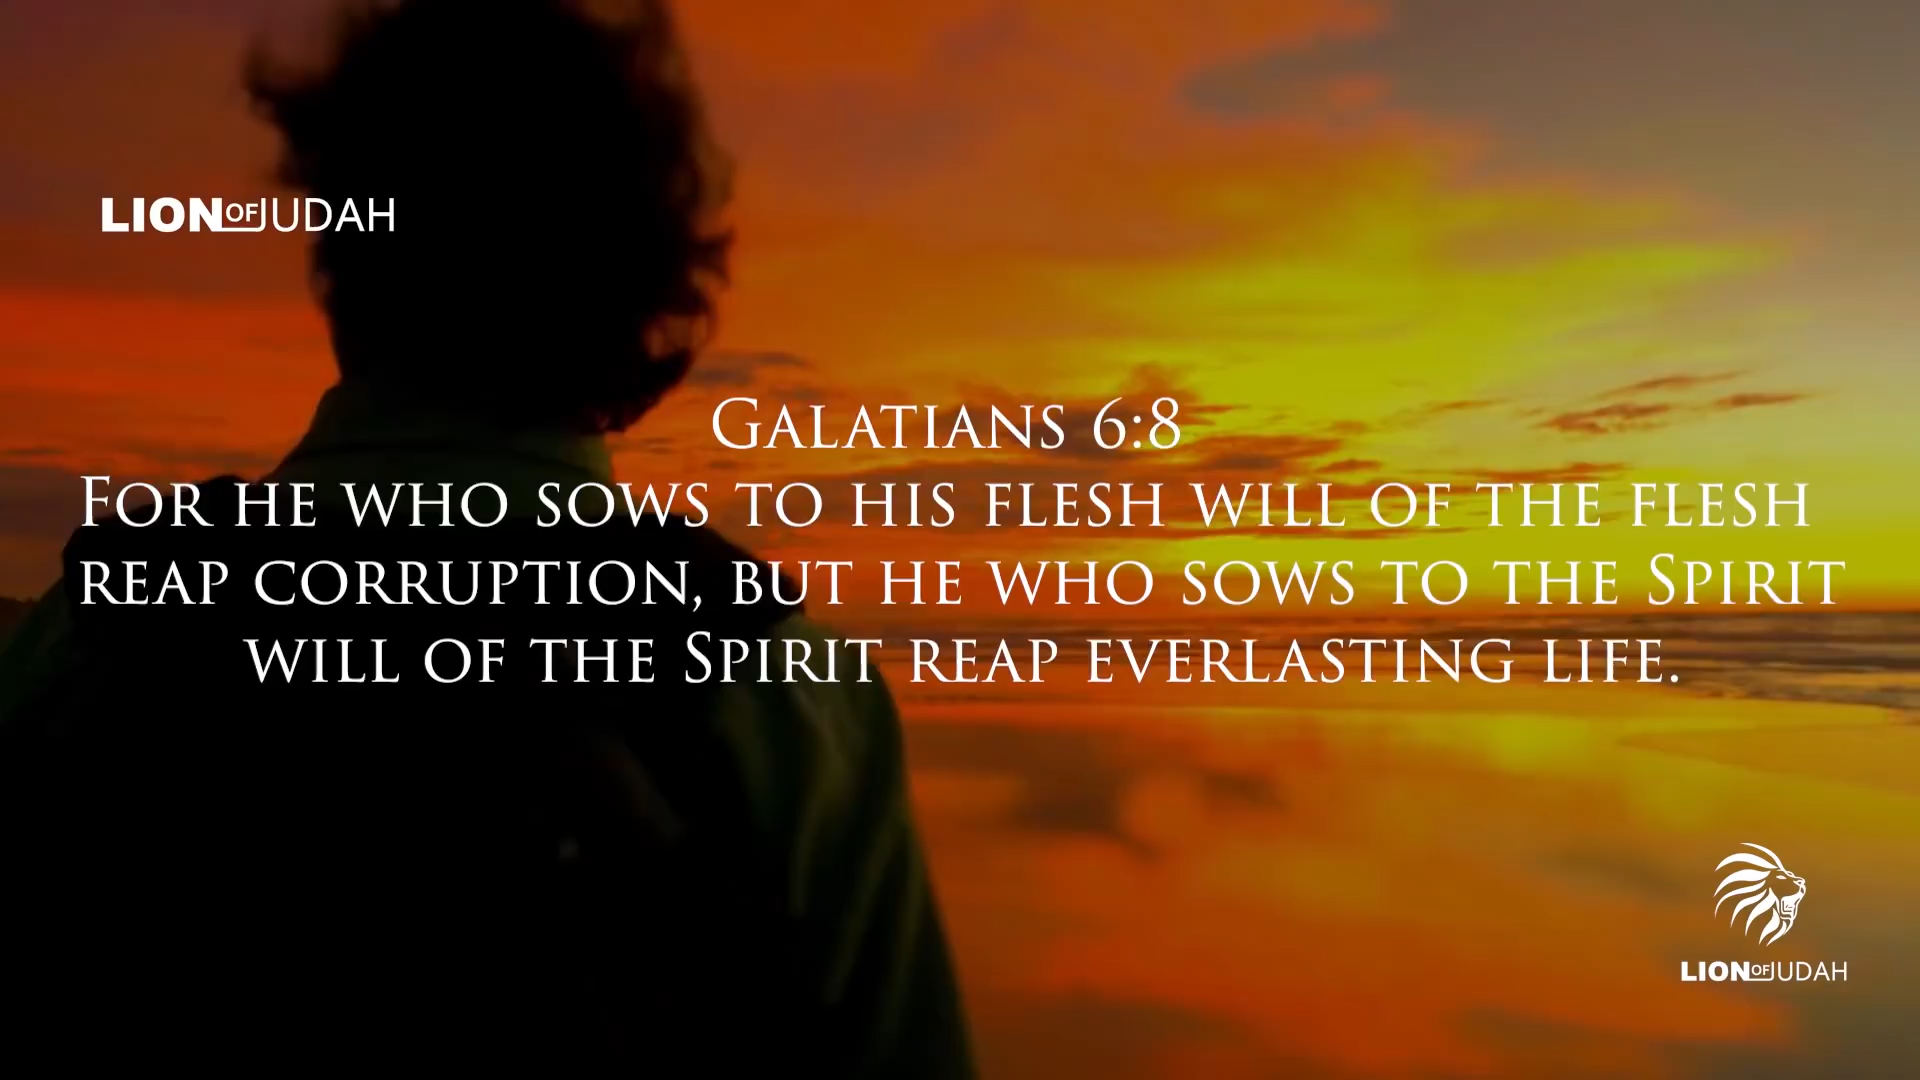 LION OF JUDAH
GALATIANS 6:8
FOR HE WHO SOWS TO HIS FLESH WILL OF THE FLESH
REAP CORRUPTION, BUT HE WHO SOWS TO THE SPIRIT
WILL OF THE SPIRIT REAP EVERLASTING LIFE.
LION OF JUDAH